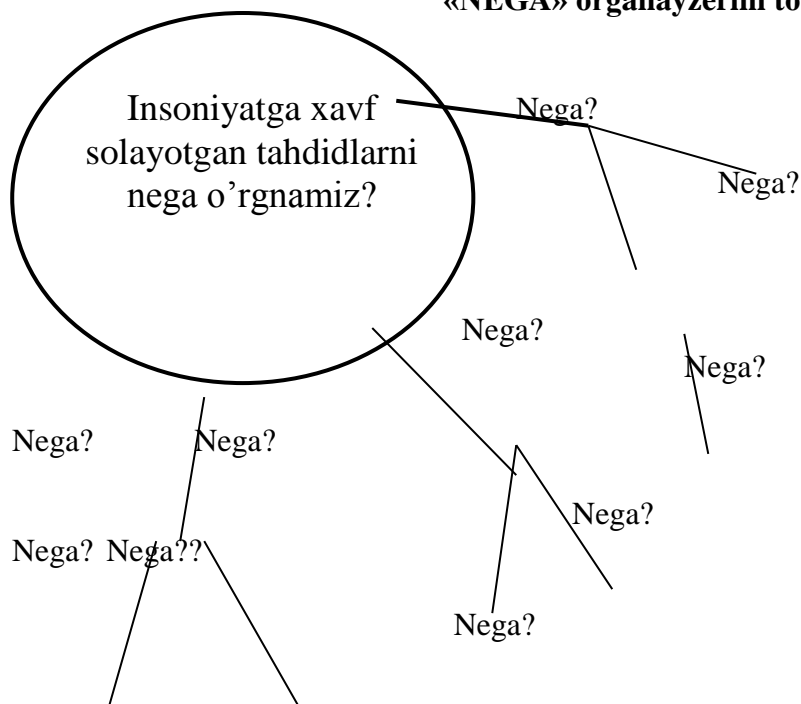 «NEGA» organayzerini to
Insoniyatga xavf
solayotgan tahdidlarni
nega o’rgnamiz?
Nega?
Nega?
Nega?
Nega?
Nega? Nega?
Nega?
Nega? Nega??
Nega?